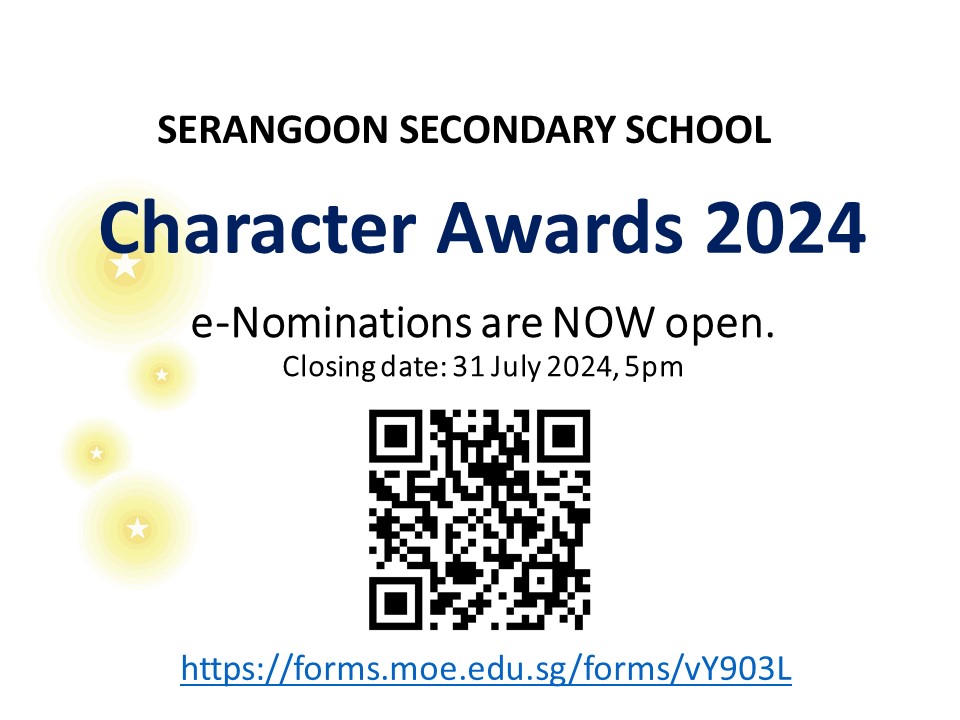 SERANGOON SECONDARY SCHOOL
Character Awards 2024
e-Nominations are NOW open.
Closing date: 31 July 2024, 5pm
https://forms.moe.edu.sg/forms/vY903L